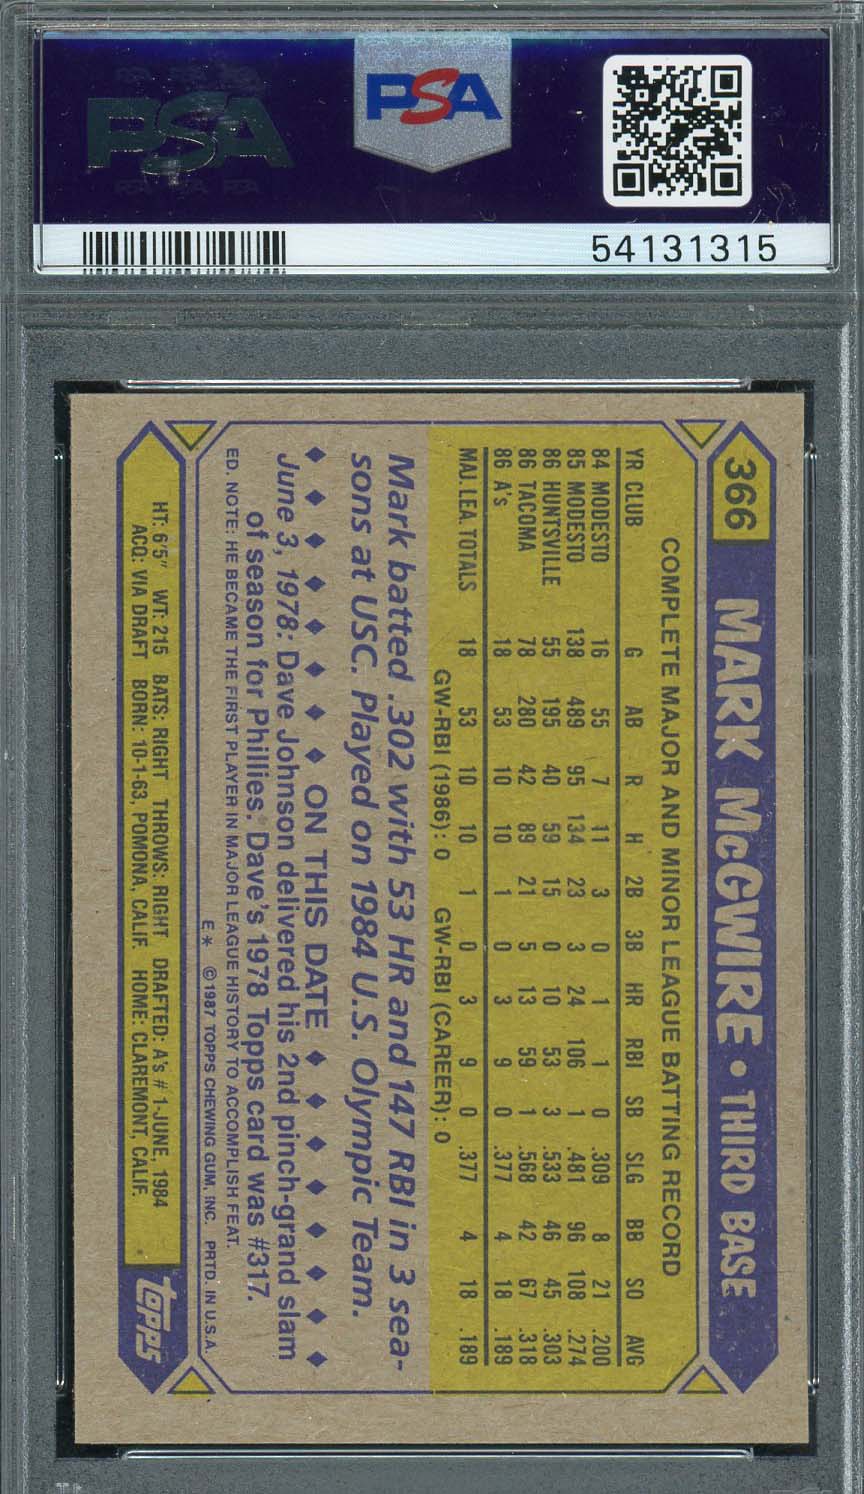 PSA
PSA
54131315
366
MARK McGWIRE • THIRD BASE
COMPLETE MAJOR AND MINOR LEAGUE BATTING RECORD
YR CLUB G AB R H 2B 3B HR RBI SB SLG BB SO AVG
84 MODESTO 16 55 7 11 3 0 1 1 0 .309 8 21 .200
85 MODESTO 138 489 95 134 23 3 24 106 1 .481 96 108 .274
86 HUNTSVILLE 55 195 40 59 15 0 10 53 3 .533 46 45 .303
86 TACOMA 78 280 42 89 21 5 13 59 1 .568 42 67 .318
86 A's 18 53 10 10 1 0 3 9 0 .377 4 18 .189
MAJ. LEA. TOTALS 18 53 10 10 1 0 3 9 0 .377 4 18 .189
GW-RBI (1986): 0 GW-RBI (CAREER): 0
Mark batted .302 with 53 HR and 147 RBI in 3 sea-
sons at USC. Played on 1984 U.S. Olympic Team.
♦ ♦ ♦ ♦ ♦ ♦ ♦ ♦ ON THIS DATE ♦ ♦ ♦ ♦ ♦ ♦ ♦ ♦
June 3, 1978: Dave Johnson delivered his 2nd pinch-grand slam
of season for Phillies. Dave's 1978 Topps card was #317.
ED. NOTE: HE BECAME THE FIRST PLAYER IN MAJOR LEAGUE HISTORY TO ACCOMPLISH FEAT.
E* ©1987 TOPPS CHEWING GUM, INC. PRTD. IN U.S.A.
HT: 6'5" WT: 215 BATS: RIGHT THROWS: RIGHT DRAFTED: A's #1-JUNE, 1984
ACQ: VIA DRAFT BORN: 10-1-63, POMONA, CALIF. HOME: CLAREMONT, CALIF.
TOPPS